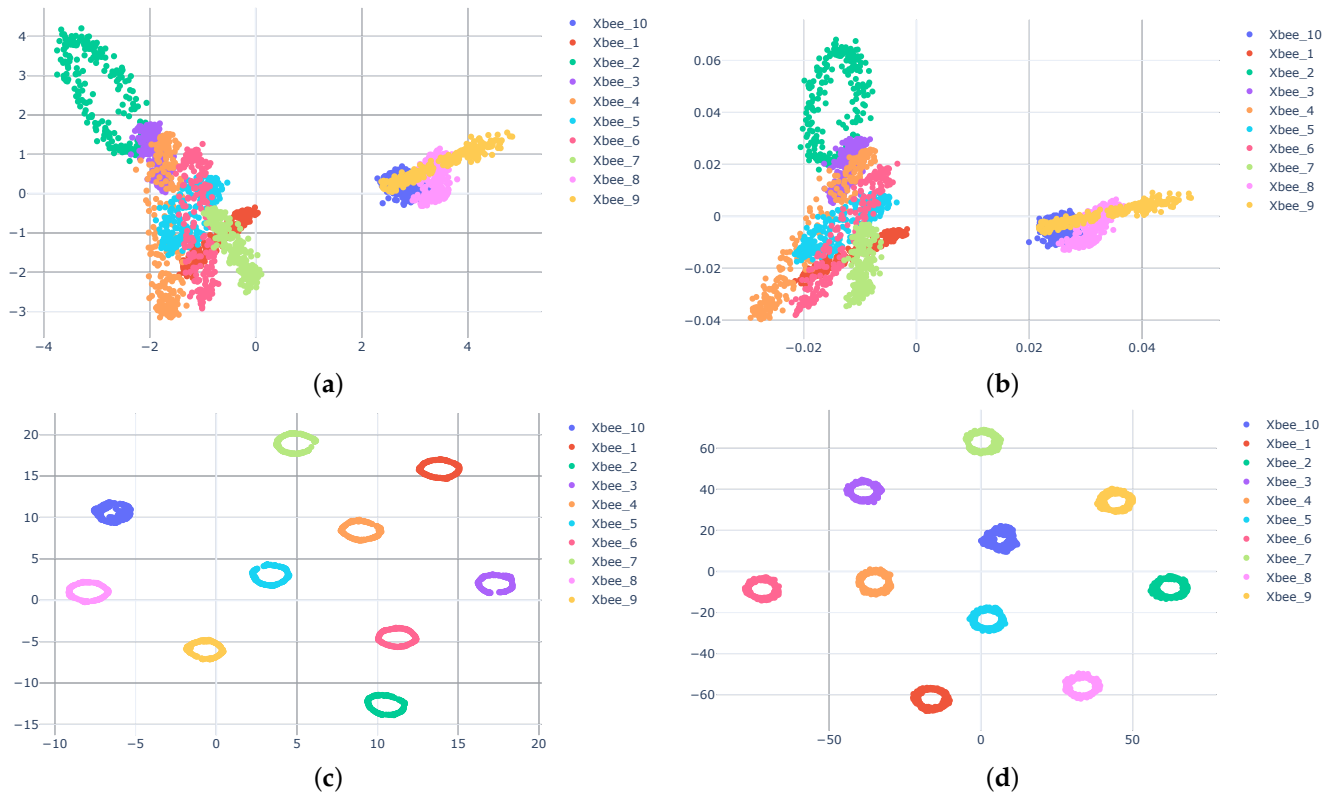 4
3
2
1
0
−1
−2
−3
−4
−2
0
2
4
Xbee_10
Xbee_1
Xbee_2
Xbee_3
Xbee_4
Xbee_5
Xbee_6
Xbee_7
Xbee_8
Xbee_9
(a)
0.06
0.04
0.02
0
−0.02
−0.04
−0.02
0
0.02
0.04
Xbee_10
Xbee_1
Xbee_2
Xbee_3
Xbee_4
Xbee_5
Xbee_6
Xbee_7
Xbee_8
Xbee_9
(b)
20
15
10
5
0
−5
−10
−15
−10
−5
0
5
10
15
20
Xbee_10
Xbee_1
Xbee_2
Xbee_3
Xbee_4
Xbee_5
Xbee_6
Xbee_7
Xbee_8
Xbee_9
(c)
60
40
20
0
−20
−40
−60
−50
0
50
Xbee_10
Xbee_1
Xbee_2
Xbee_3
Xbee_4
Xbee_5
Xbee_6
Xbee_7
Xbee_8
Xbee_9
(d)